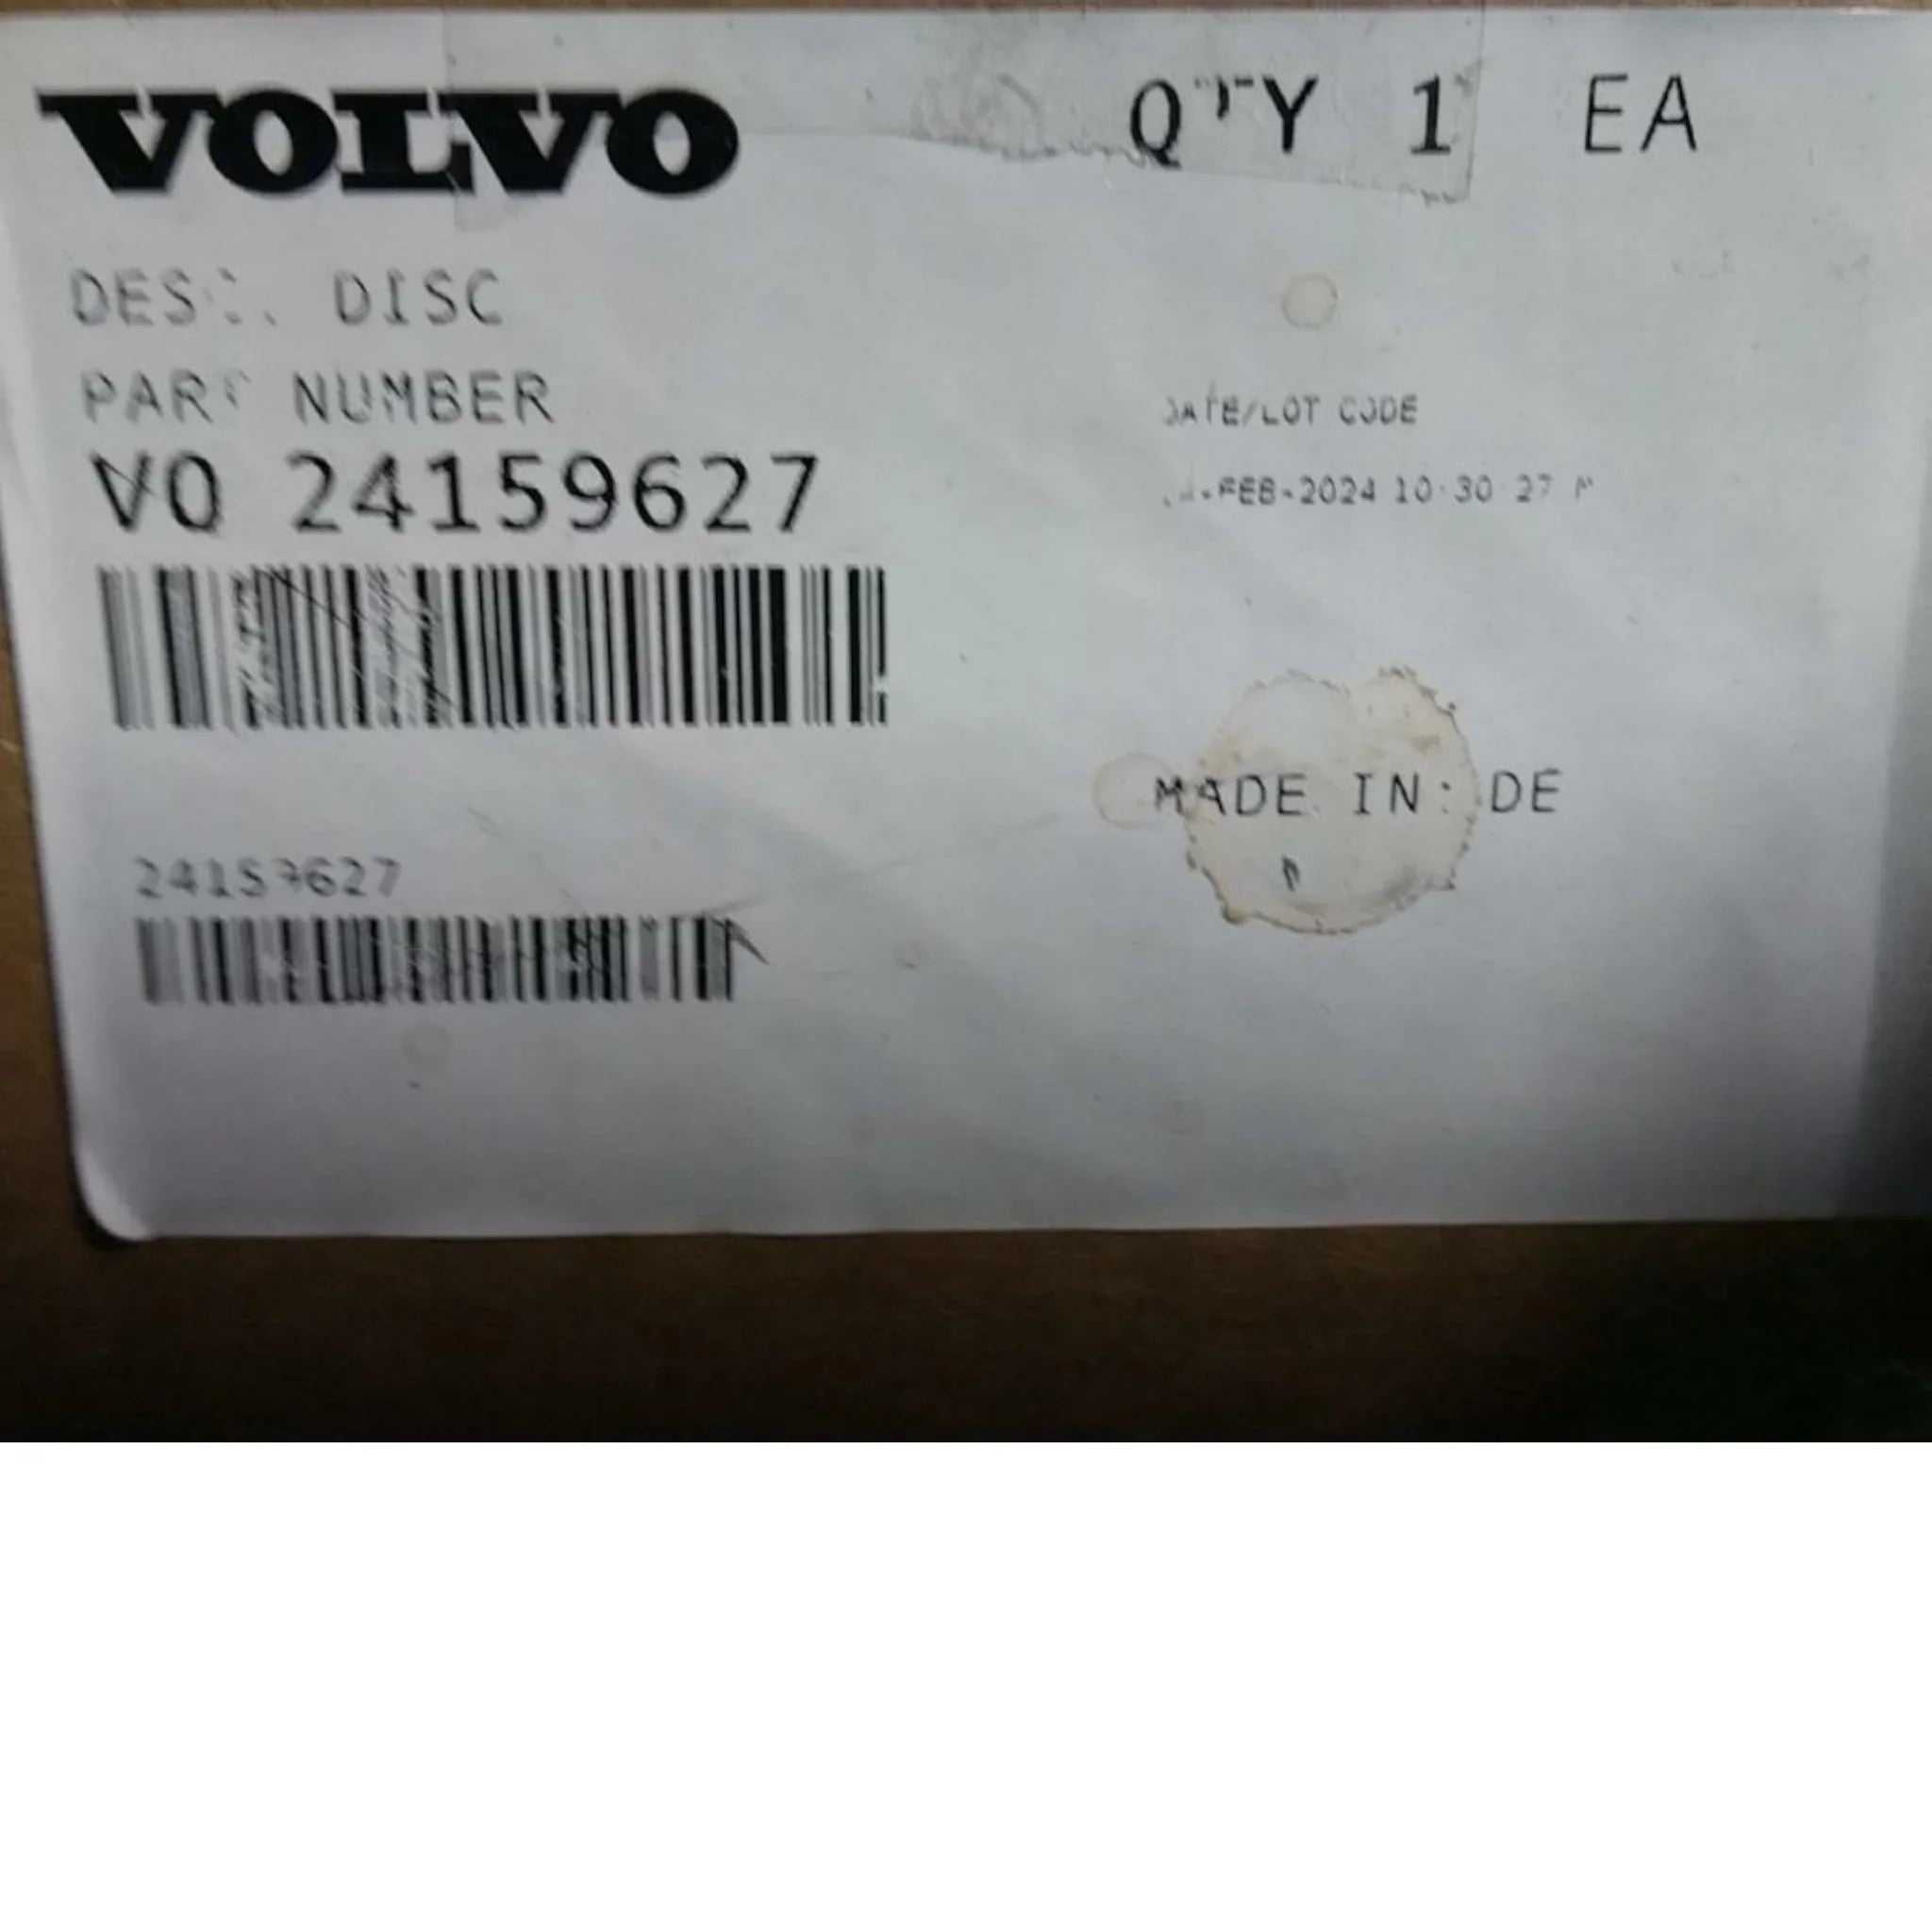 VOLVO
QTY 1 EA
DESC. DISC
PART NUMBER
VO 24159627
DATE/LOT CODE
-FEB-2024 10:30:27
MADE IN: DE
24159627